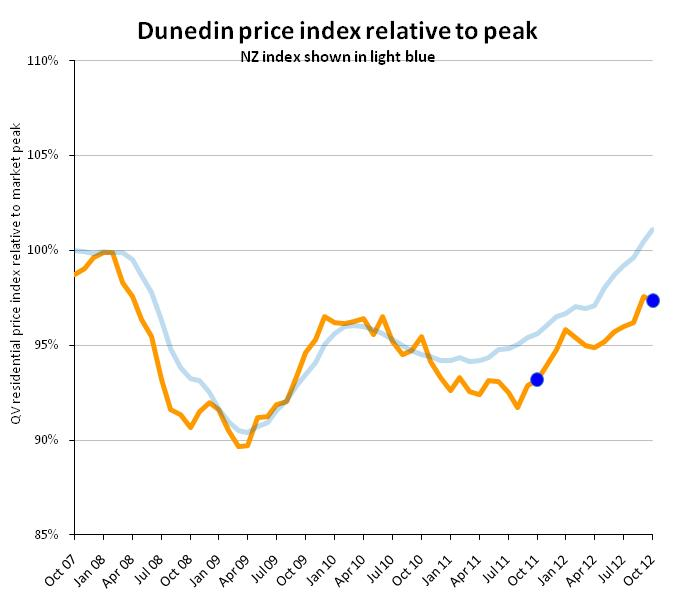 Dunedin price index relative to peak
NZ index shown in light blue
QV residential price index relative to market peak
110%
105%
100%
95%
90%
85%
Oct 07
Jan 08
Apr 08
Jul 08
Oct 08
Jan 09
Apr 09
Jul 09
Oct 09
Jan 10
Apr 10
Jul 10
Oct 10
Jan 11
Apr 11
Jul 11
Oct 11
Jan 12
Apr 12
Jul 12
Oct 12